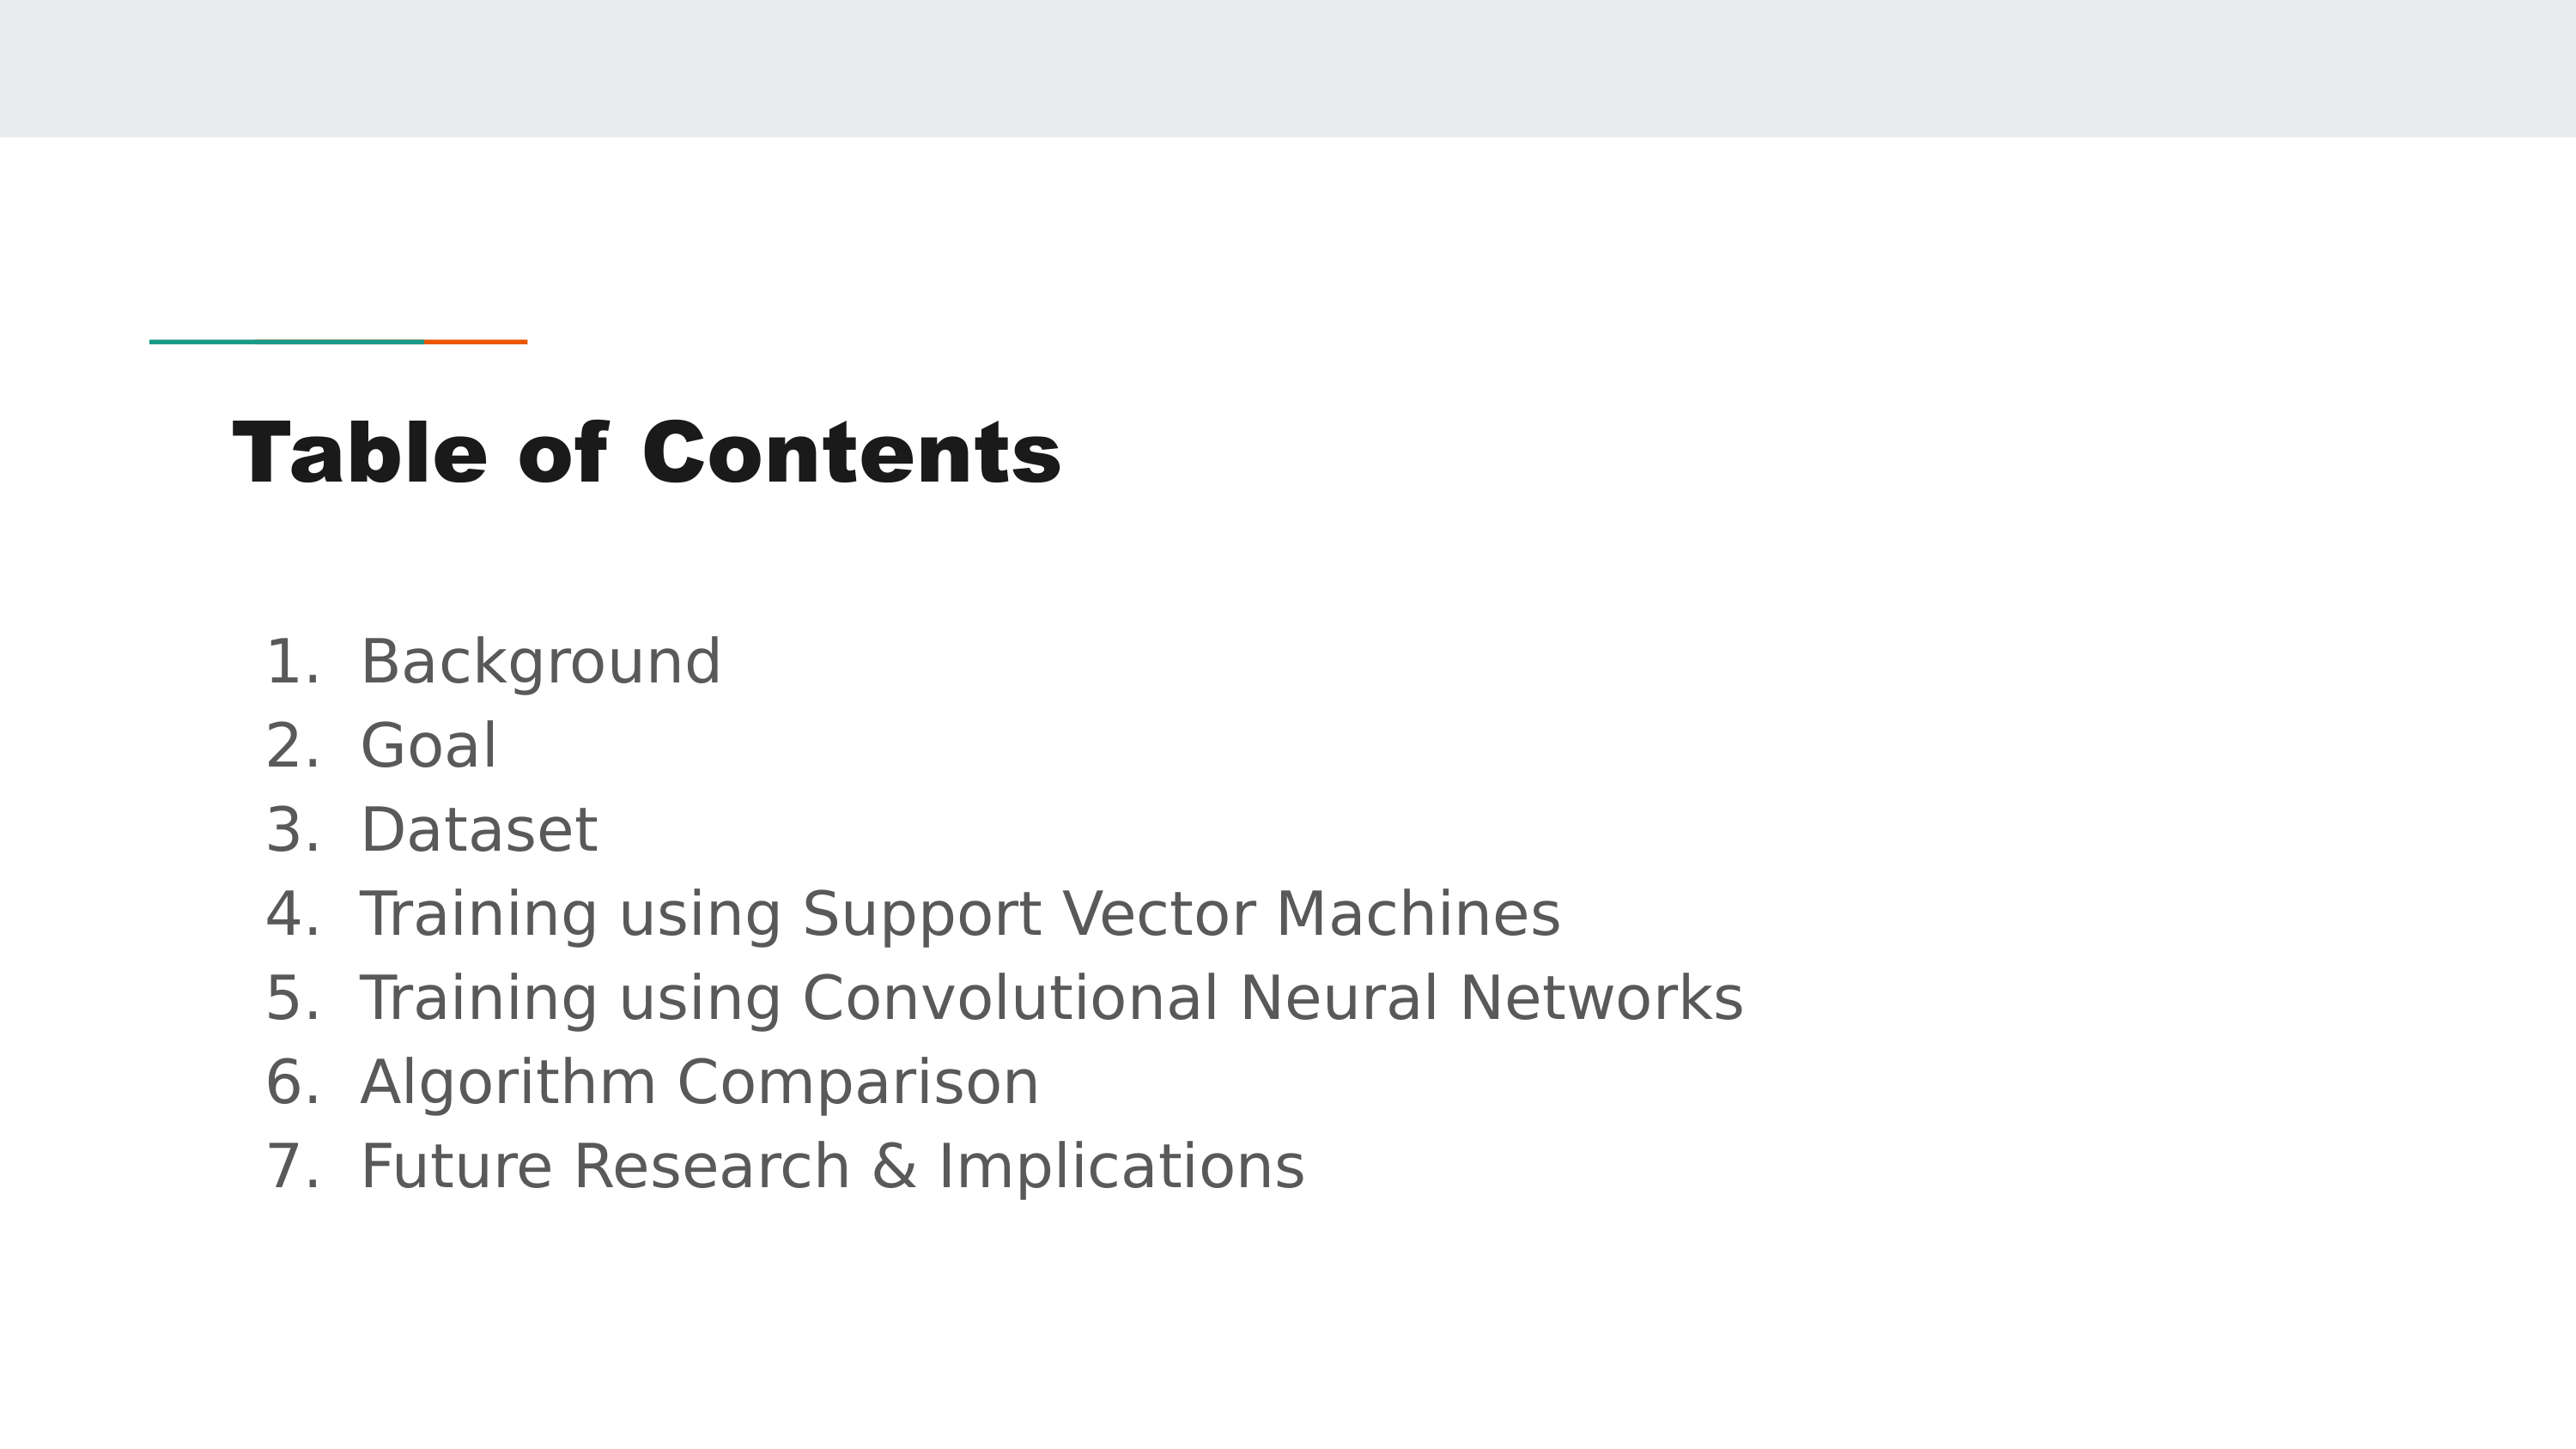 Table of Contents
1. Background
2. Goal
3. Dataset
4. Training using Support Vector Machines
5. Training using Convolutional Neural Networks
6. Algorithm Comparison
7. Future Research & Implications